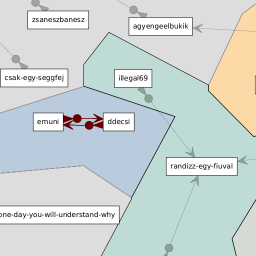 zsaneszbanesz
agyengeelbukik
csak-egy-seggfej
illegal69
emuni
ddecsi
randizz-egy-fiuval
one-day-you-will-understand-why